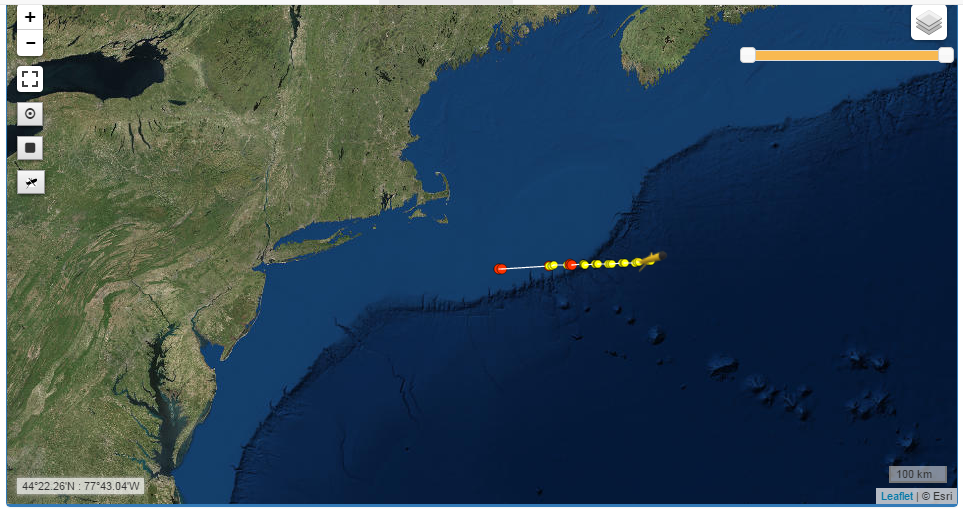 +
−
44°22.26'N : 77°43.04'W
100 km
Leaflet | © Esri